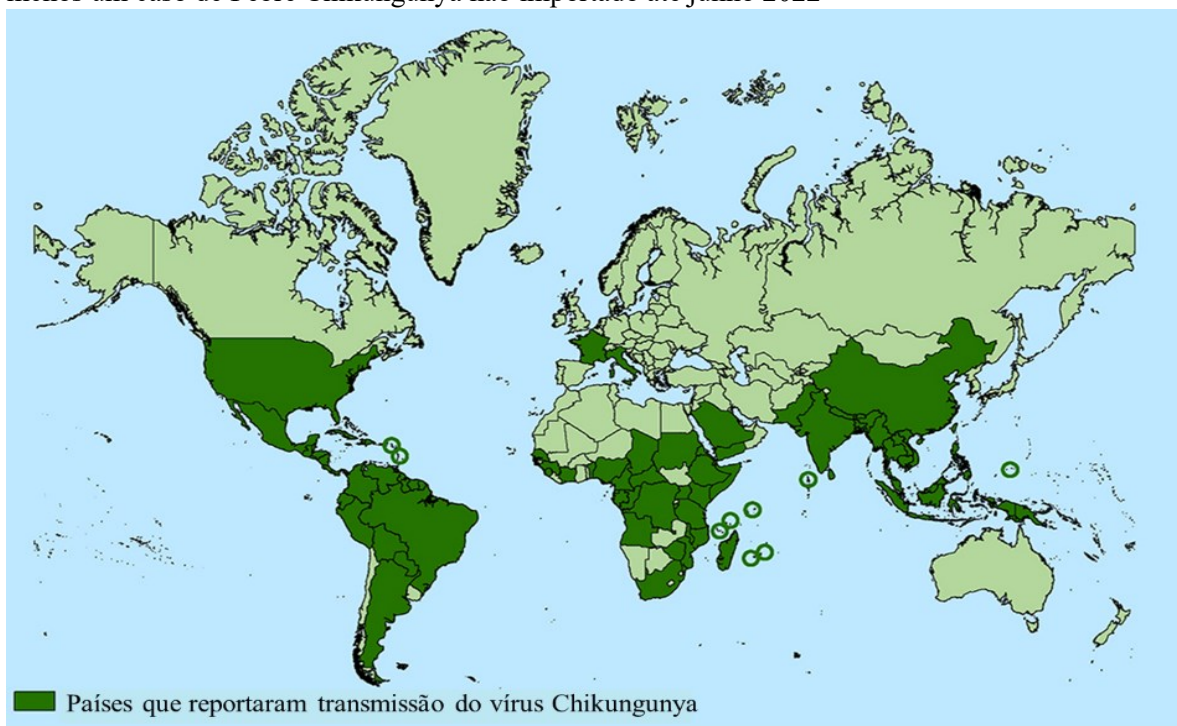 menos um caso de Febre Chikungunya não importado até junho 2022
Países que reportaram transmissão do vírus Chikungunya